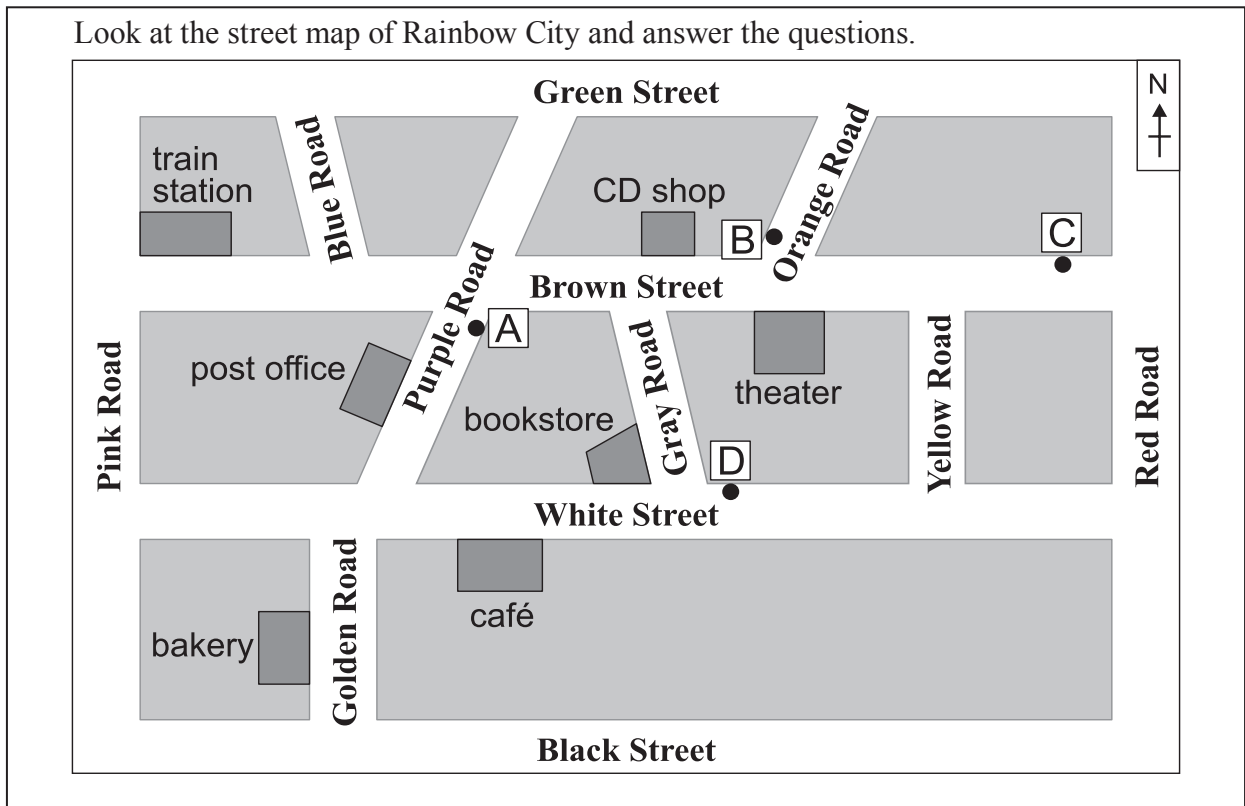 Look at the street map of Rainbow City and answer the questions.
Green Street
N
train
station
Blue Road
CD shop
B
Orange Road
C
Brown Street
Purple Road
A
post office
Pink Road
bookstore
Gray Road
theater
D
Yellow Road
Red Road
White Street
Golden Road
café
bakery
Black Street